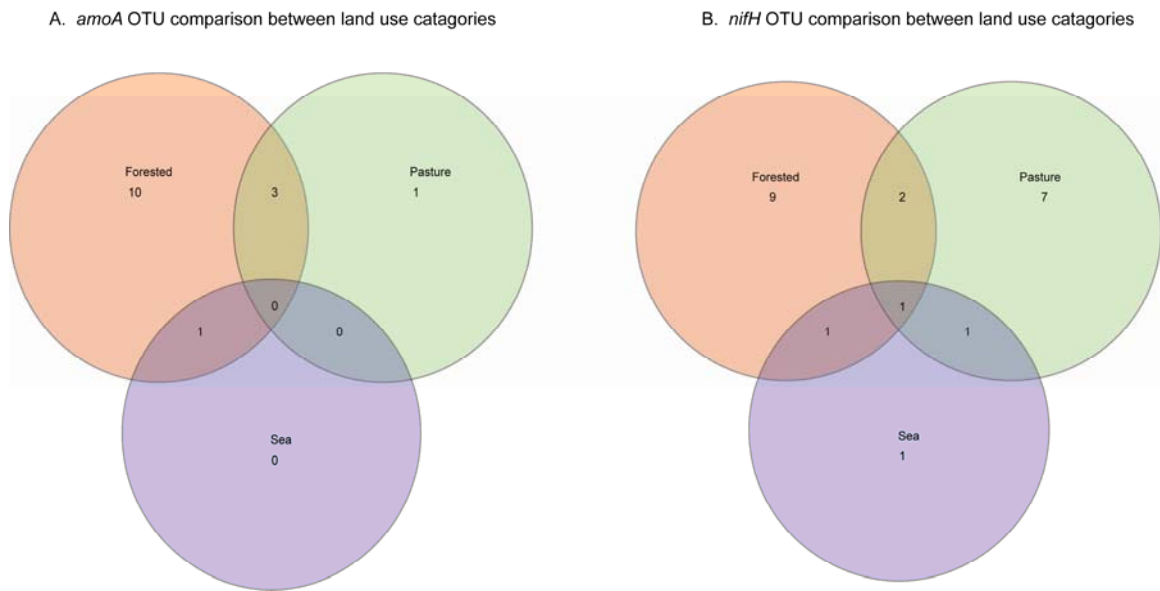 A. amoA OTU comparison between land use catagories
Forested
10
3
Pasture
1
0
1
0
Sea
0
B. nifH OTU comparison between land use catagories
Forested
9
2
Pasture
7
1
1
1
Sea
1